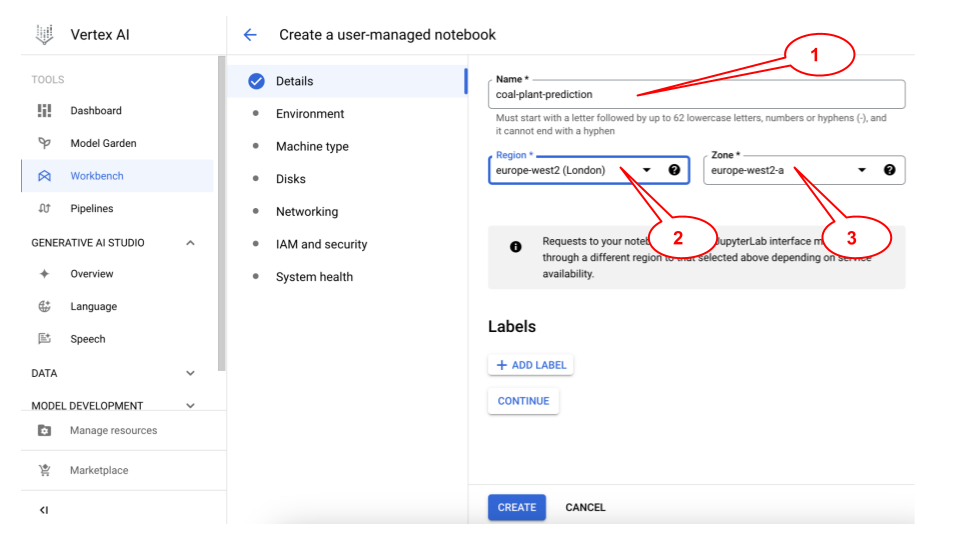 Vertex AI
TOOLS
Dashboard
Model Garden
Workbench
Pipelines
GENERATIVE AI STUDIO
Overview
Language
Speech
DATA
MODEL DEVELOPMENT
Manage resources
Marketplace
Create a user-managed notebook
Details
Environment
Machine type
Disks
Networking
IAM and security
System health
1
Name *
coal-plant-prediction
Must start with a letter followed by up to 62 lowercase letters, numbers or hyphens (-), and
it cannot end with a hyphen
Region *
europe-west2 (London)
Zone *
europe-west2-a
2
3
Requests to your JupyterLab interface
through a different region to that selected above depending on service
availability.
Labels
+ ADD LABEL
CONTINUE
CREATE
CANCEL